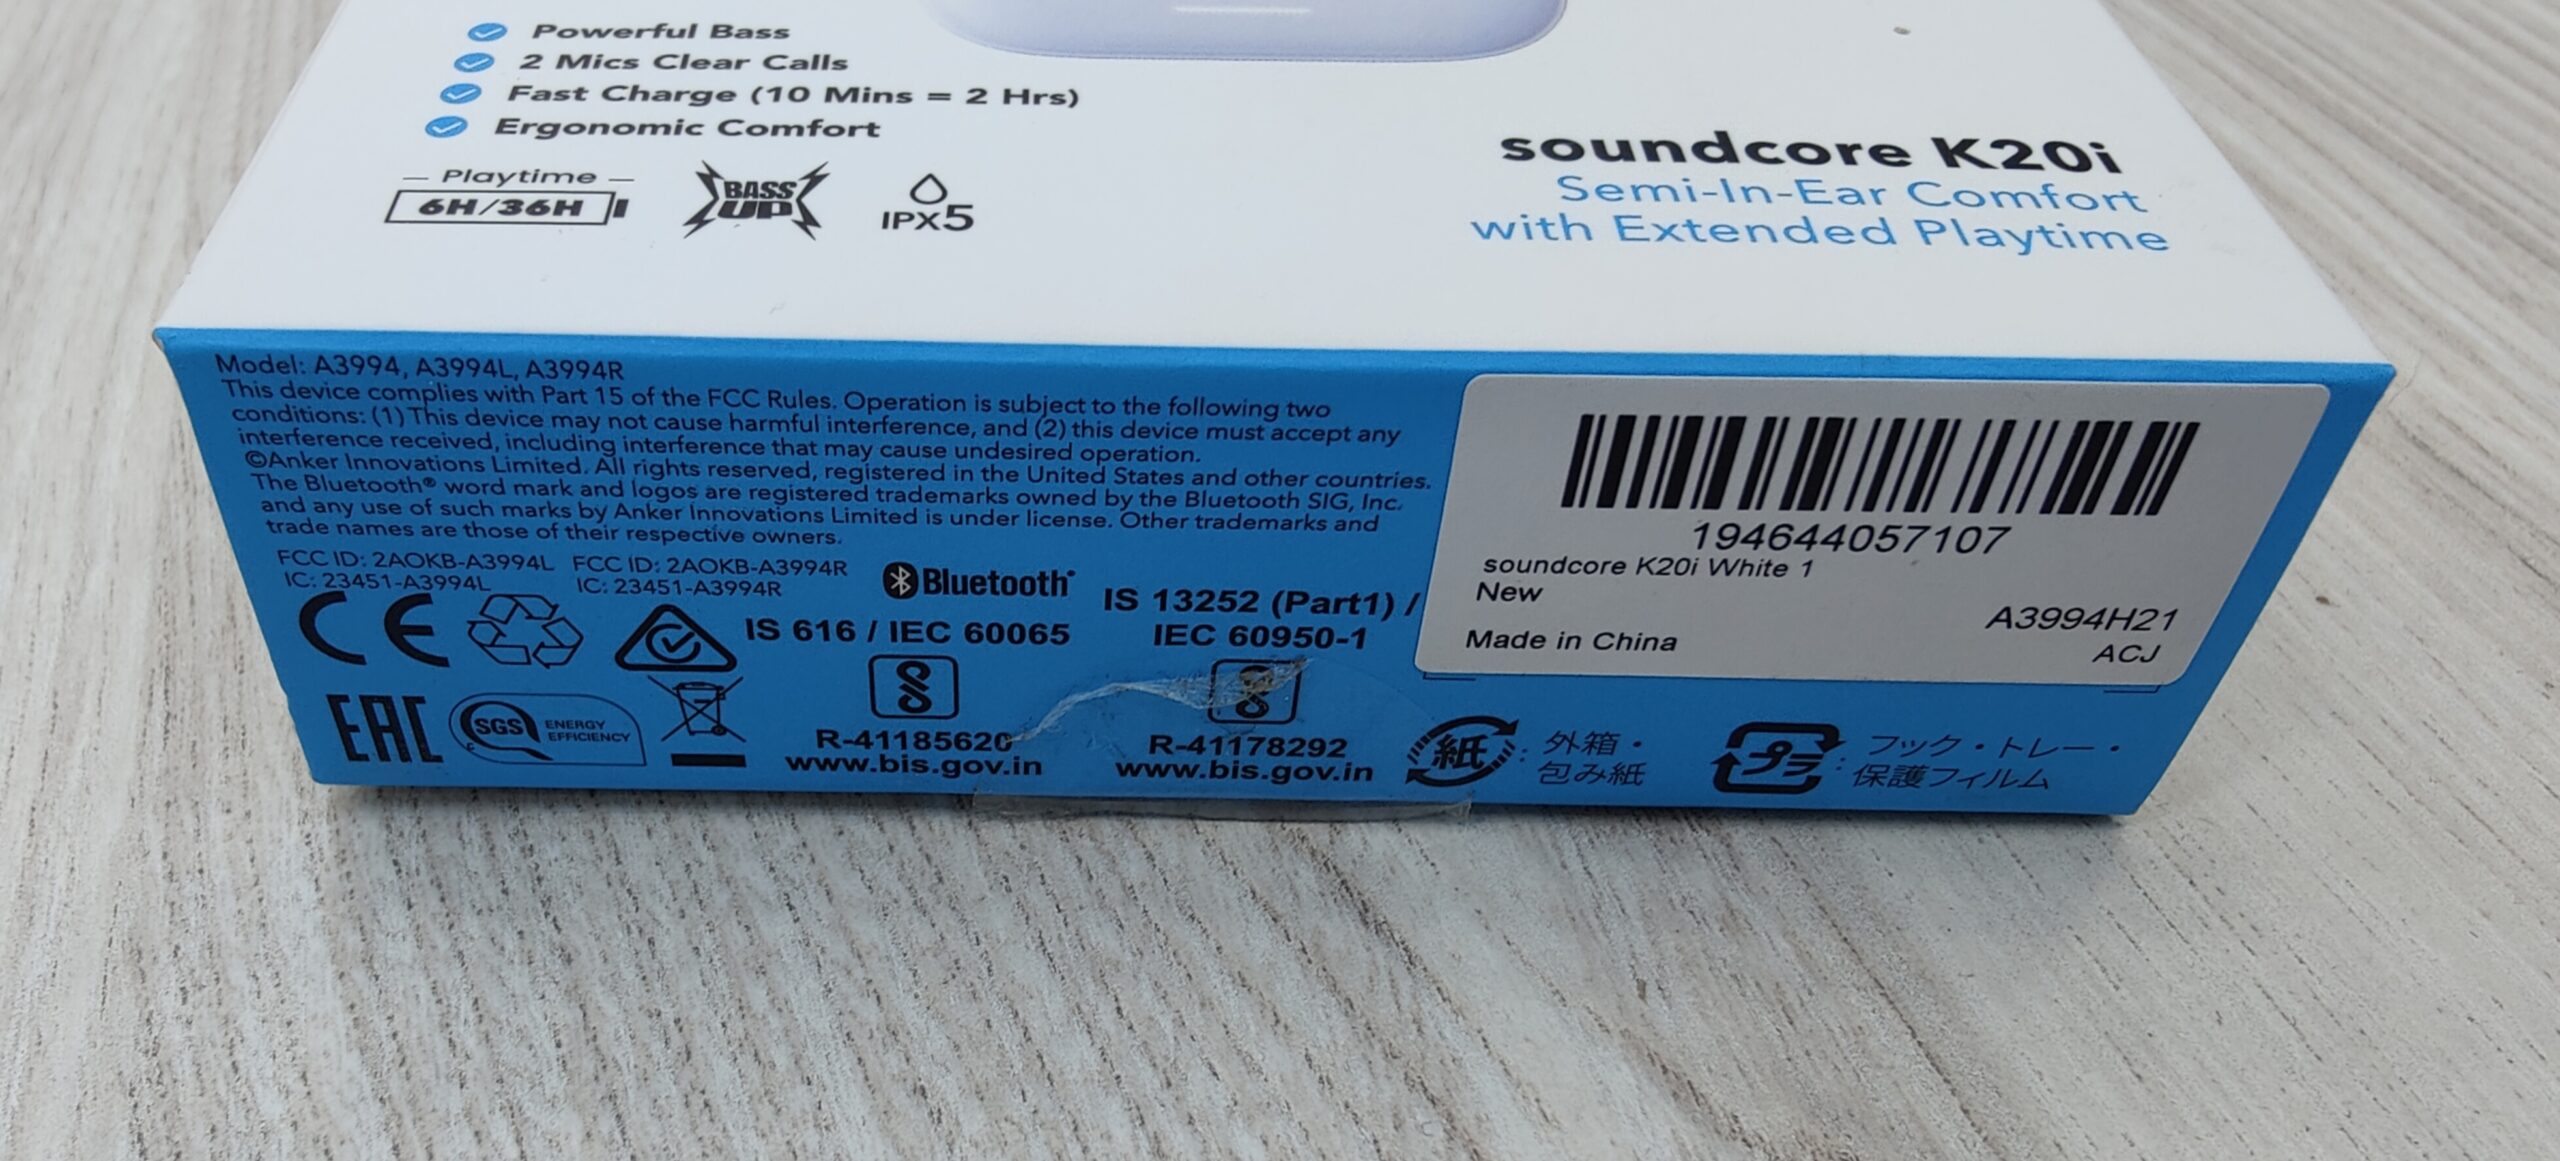 Powerful Bass
2 Mics Clear Calls
Fast Charge (10 Mins = 2 Hrs)
Ergonomic Comfort
Playtime
6H/36H
BASS
UP
IPX5
soundcore K20i
Semi-In-Ear Comfort
with Extended Playtime
Model: A3994, A3994L, A3994R
This device complies with Part 15 of the FCC Rules. Operation is subject to the following two
conditions: (1) This device may not cause harmful interference, and (2) this device must accept any
interference received, including interference that may cause undesired operation.
©Anker Innovations Limited. All rights reserved, registered in the United States and other countries.
The Bluetooth® word mark and logos are registered trademarks owned by the Bluetooth SIG, Inc.
and any use of such marks by Anker Innovations Limited is under license. Other trademarks and
trade names are those of their respective owners.
FCC ID: 2AOKB-A3994L FCC ID: 2AOKB-A3994R
IC: 23451-A3994L IC: 23451-A3994R
Bluetooth®
CE
IS 616 / IEC 60065
IS 13252 (Part1) /
IEC 60950-1
EAC
SGS
ENERGY
EFFICIENCY
R-41185620
www.bis.gov.in
R-41178292
www.bis.gov.in
紙 : 外箱・
包み紙
プラ : フック・トレー・
保護フィルム
194644057107
soundcore K20i White 1
New
A3994H21
Made in China
ACJ